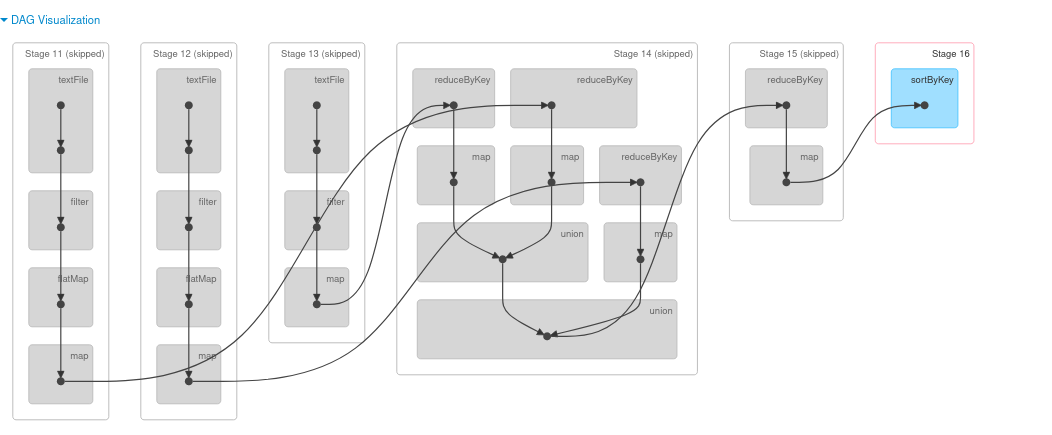 DAG Visualization
Stage 11 (skipped)
textFile
filter
flatMap
map
Stage 12 (skipped)
textFile
filter
flatMap
map
Stage 13 (skipped)
textFile
filter
map
Stage 14 (skipped)
reduceByKey
reduceByKey
map
map
reduceByKey
union
map
union
Stage 15 (skipped)
reduceByKey
map
Stage 16
sortByKey